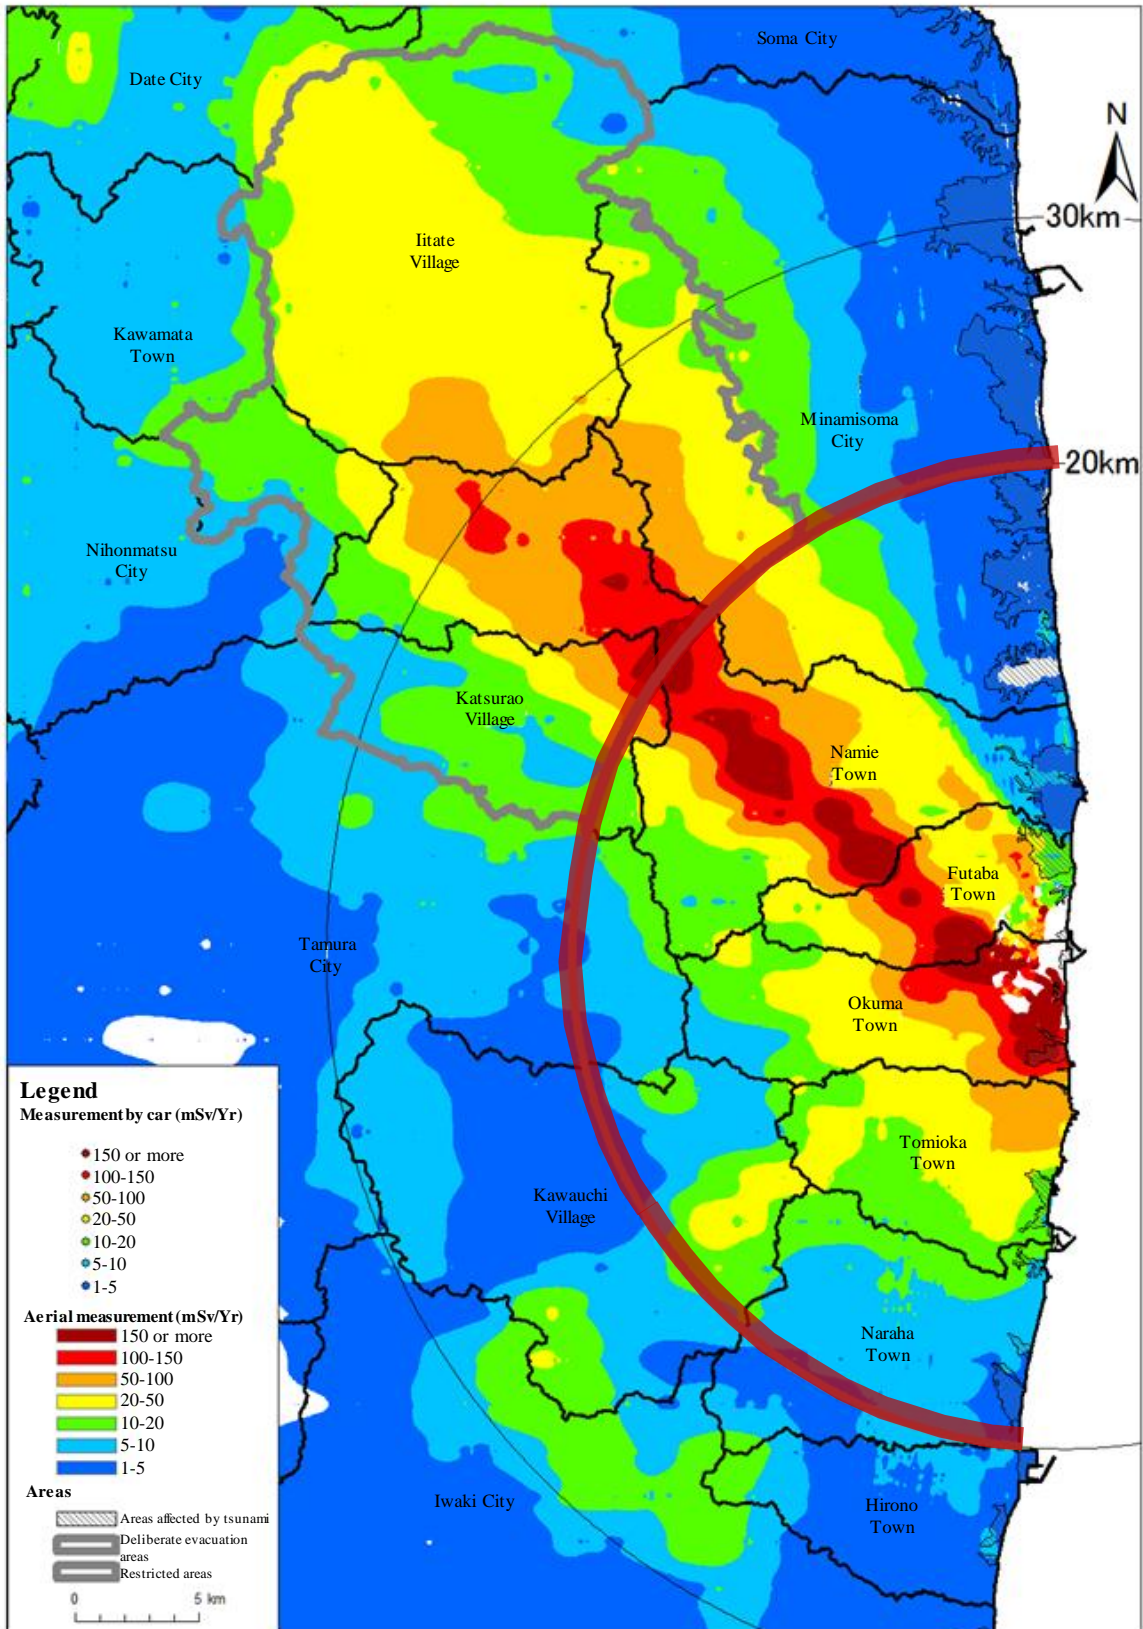 Soma City
Date City
N
30km
Iitate
Village
Kawamata
Town
Minamisoma
City
20km
Nihonmatsu
City
Katsurao
Village
Namie
Town
Futaba
Town
Tamura
City
Okuma
Town
Tomioka
Town
Kawauchi
Village
Naraha
Town
Iwaki City
Hirono
Town
Legend
Measurement by car (mSv/Yr)
150 or more
100-150
50-100
20-50
10-20
5-10
1-5
Aerial measurement (mSv/Yr)
150 or more
100-150
50-100
20-50
10-20
5-10
1-5
Areas
Areas affected by tsunami
Deliberate evacuation
areas
Restricted areas
0 5 km